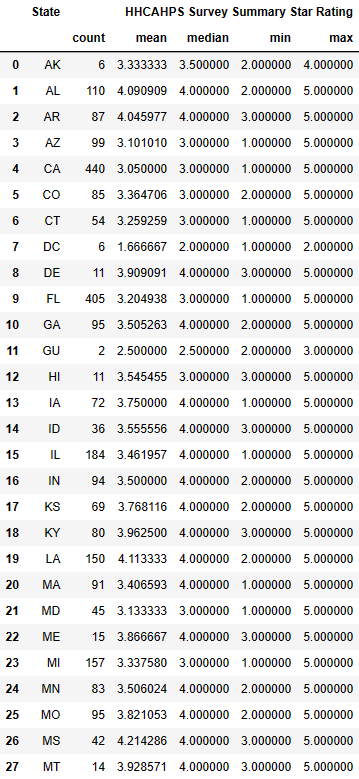 State HHCAHPS Survey Summary Star Rating
count mean median min max
0 AK 6 3.333333 3.500000 2.000000 4.000000
1 AL 110 4.090909 4.000000 2.000000 5.000000
2 AR 87 4.045977 4.000000 3.000000 5.000000
3 AZ 99 3.101010 3.000000 1.000000 5.000000
4 CA 440 3.050000 3.000000 1.000000 5.000000
5 CO 85 3.364706 3.000000 2.000000 5.000000
6 CT 54 3.259259 3.000000 1.000000 5.000000
7 DC 6 1.666667 2.000000 1.000000 2.000000
8 DE 11 3.909091 4.000000 3.000000 5.000000
9 FL 405 3.204938 3.000000 1.000000 5.000000
10 GA 95 3.505263 4.000000 2.000000 5.000000
11 GU 2 2.500000 2.500000 2.000000 3.000000
12 HI 11 3.545455 3.000000 3.000000 5.000000
13 IA 72 3.750000 4.000000 1.000000 5.000000
14 ID 36 3.555556 4.000000 2.000000 5.000000
15 IL 184 3.461957 4.000000 1.000000 5.000000
16 IN 94 3.500000 4.000000 2.000000 5.000000
17 KS 69 3.768116 4.000000 2.000000 5.000000
18 KY 80 3.962500 4.000000 3.000000 5.000000
19 LA 150 4.113333 4.000000 2.000000 5.000000
20 MA 91 3.406593 4.000000 1.000000 5.000000
21 MD 45 3.133333 3.000000 1.000000 5.000000
22 ME 15 3.866667 4.000000 3.000000 5.000000
23 MI 157 3.337580 3.000000 1.000000 5.000000
24 MN 83 3.506024 4.000000 2.000000 5.000000
25 MO 95 3.821053 4.000000 2.000000 5.000000
26 MS 42 4.214286 4.000000 3.000000 5.000000
27 MT 14 3.928571 4.000000 3.000000 5.000000